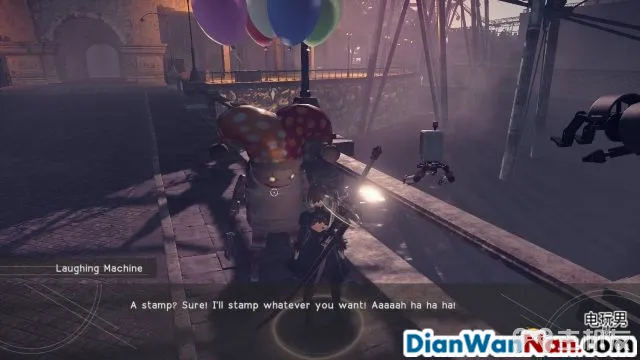 Laughing Machine
A stamp? Sure! I'll stamp whatever you want! Aaaaah ha ha ha!
电玩男
DianWanNan.com